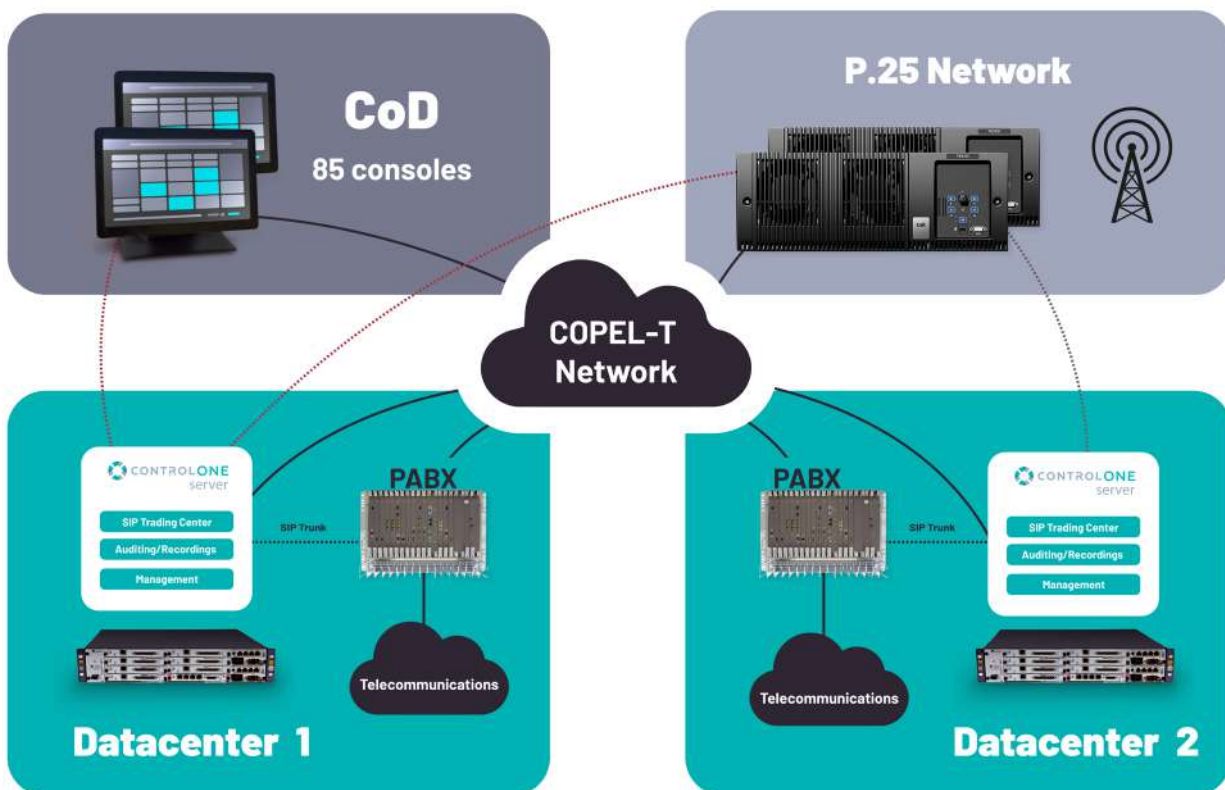 CoD
85 consoles
P.25 Network
COPEL-T
Network
CONTROLONE
server
SIP Trading Center
Auditing/Recordings
Management
SIP Trunk
PABX
Telecommunications
Datacenter 1
PABX
SIP Trunk
CONTROLONE
server
SIP Trading Center
Auditing/Recordings
Management
Telecommunications
Datacenter 2